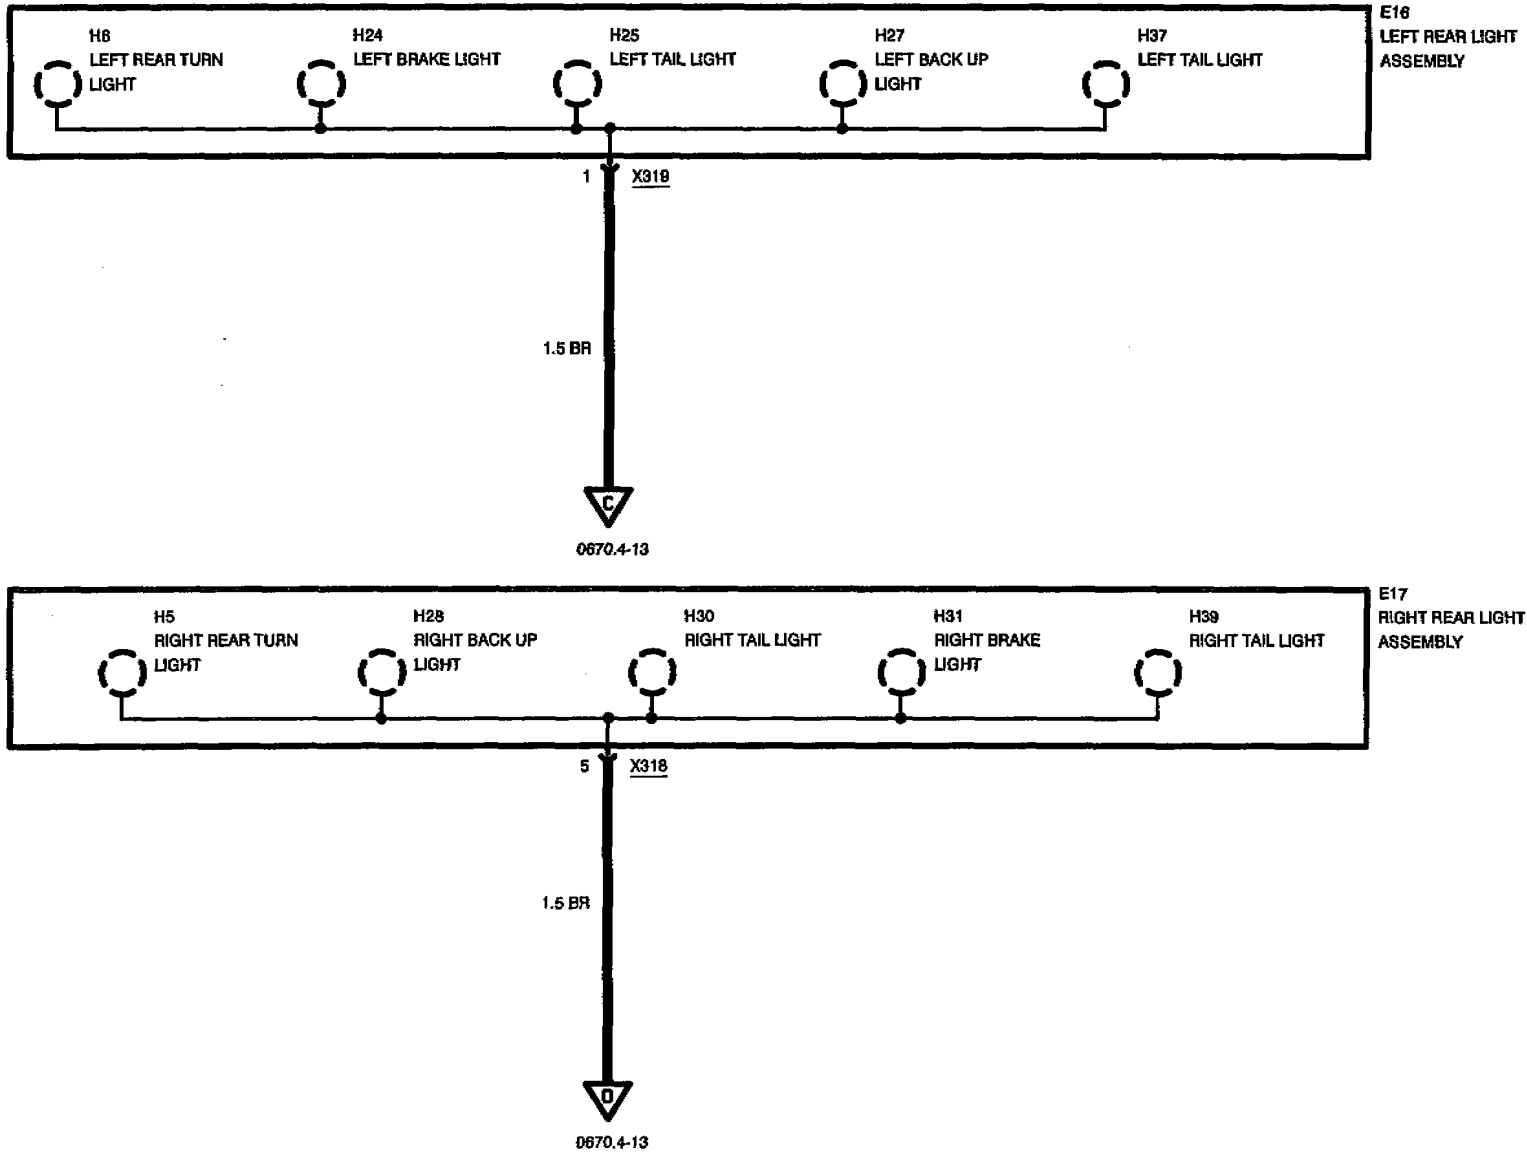 E16
LEFT REAR LIGHT
ASSEMBLY
H6
LEFT REAR TURN
LIGHT
H24
LEFT BRAKE LIGHT
H25
LEFT TAIL LIGHT
H27
LEFT BACK UP
LIGHT
H37
LEFT TAIL LIGHT
1
X319
1.5 BR
C
0670.4-13
E17
RIGHT REAR LIGHT
ASSEMBLY
H5
RIGHT REAR TURN
LIGHT
H28
RIGHT BACK UP
LIGHT
H30
RIGHT TAIL LIGHT
H31
RIGHT BRAKE
LIGHT
H39
RIGHT TAIL LIGHT
5
X318
1.5 BR
D
0670.4-13